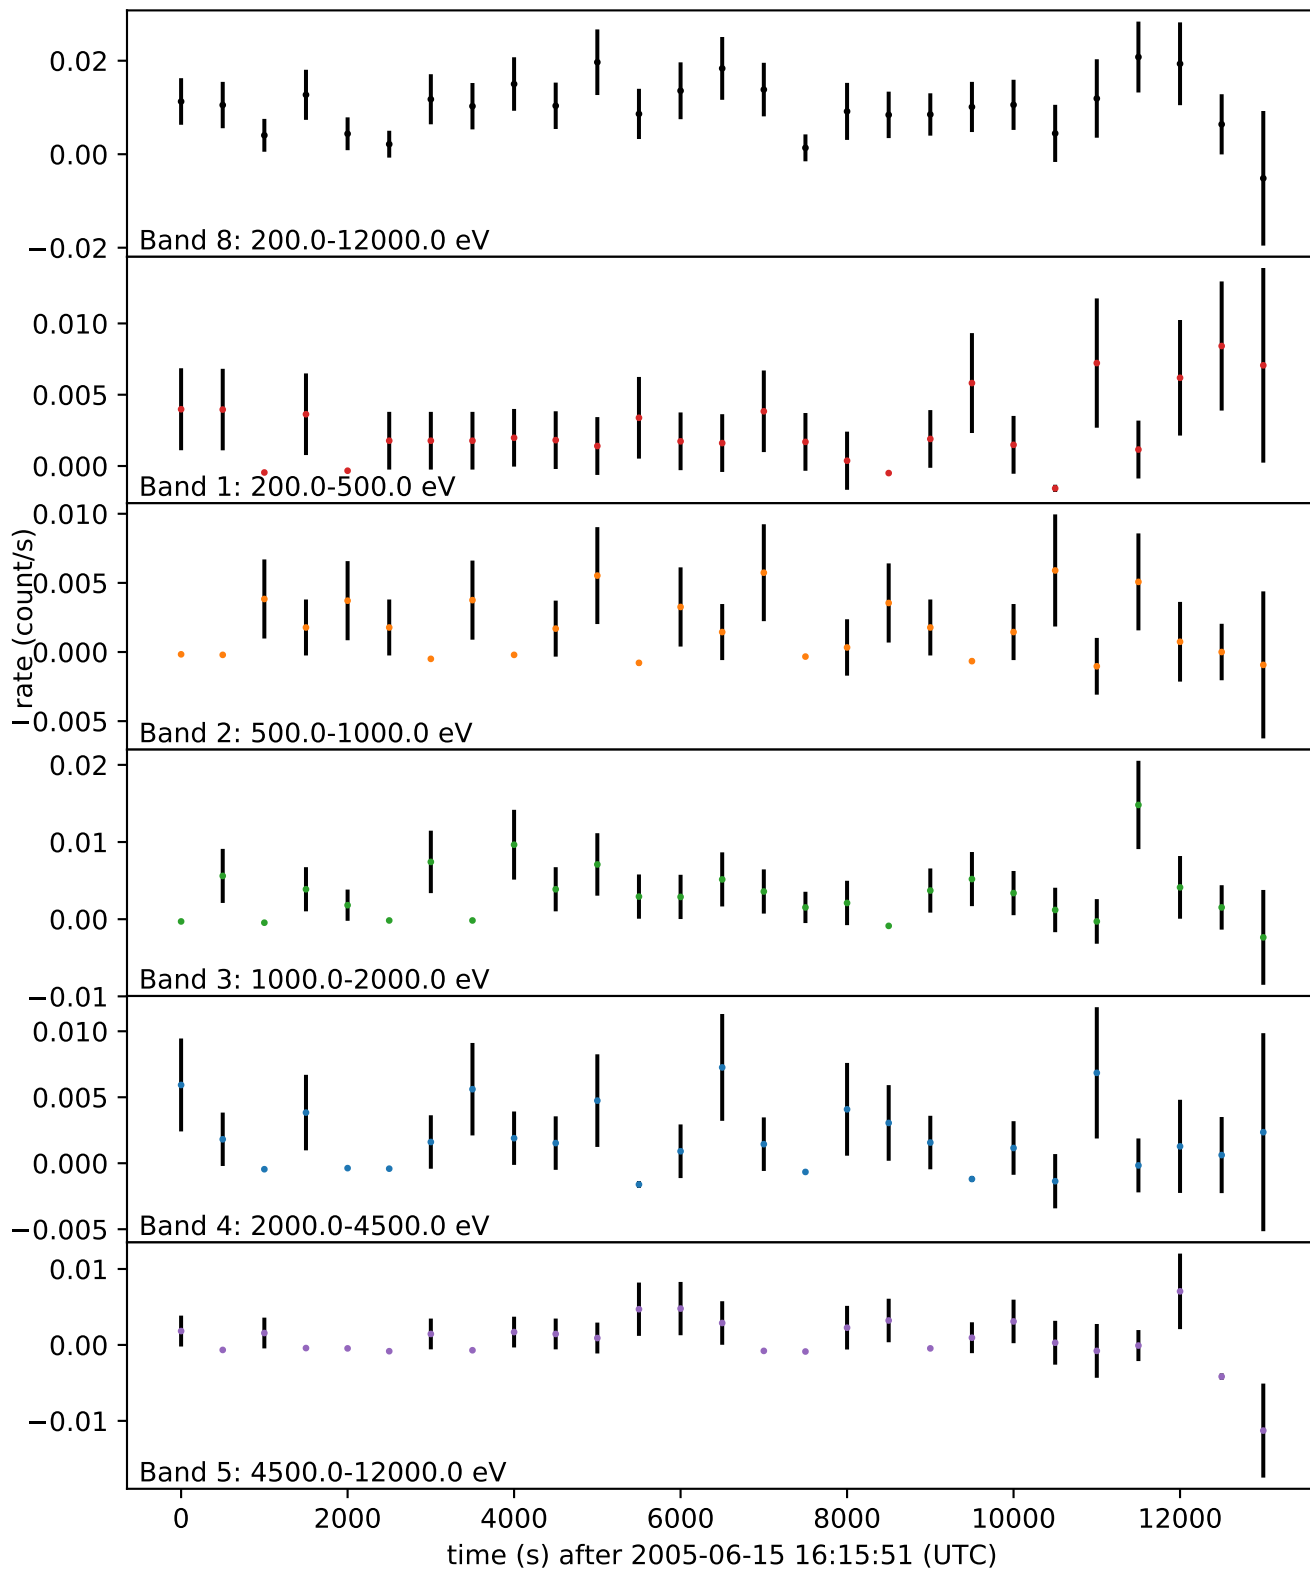 0.02
0.00
−0.02
Band 8: 200.0-12000.0 eV
0.010
0.005
0.000
Band 1: 200.0-500.0 eV
rate (count/s)
0.010
0.005
0.000
−0.005
Band 2: 500.0-1000.0 eV
0.02
0.01
0.00
−0.01
Band 3: 1000.0-2000.0 eV
0.010
0.005
0.000
−0.005
Band 4: 2000.0-4500.0 eV
0.01
0.00
−0.01
Band 5: 4500.0-12000.0 eV
0 2000 4000 6000 8000 10000 12000
time (s) after 2005-06-15 16:15:51 (UTC)